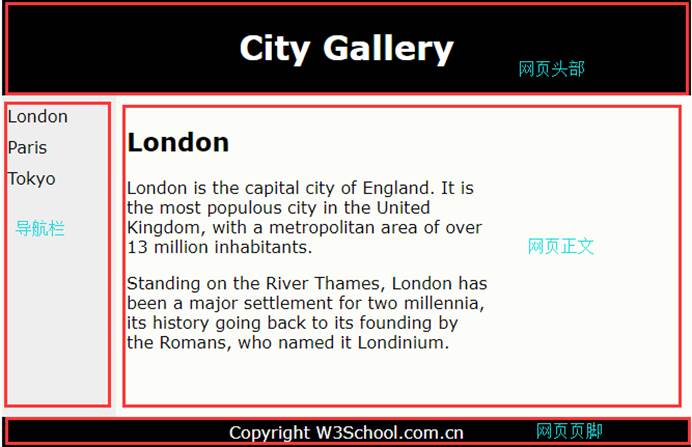 City Gallery
网页头部
London
Paris
Tokyo
导航栏
London
London is the capital city of England. It is
the most populous city in the United
Kingdom, with a metropolitan area of over
13 million inhabitants.
Standing on the River Thames, London has
been a major settlement for two millennia,
its history going back to its founding by
the Romans, who named it Londinium.
网页正文
Copyright W3School.com.cn
网页页脚